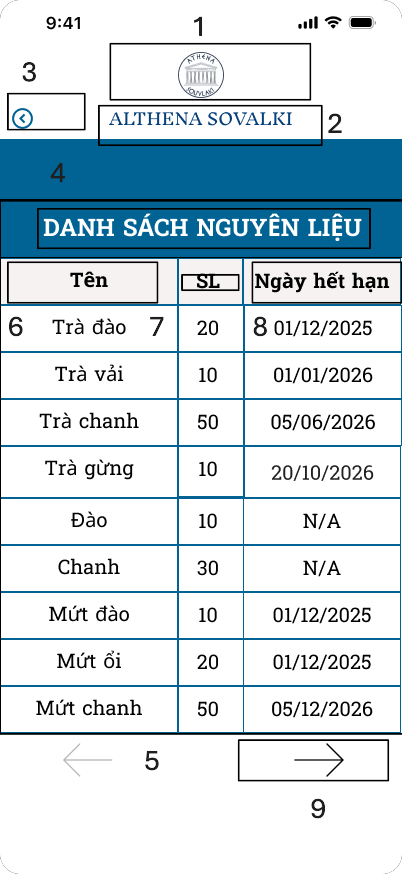 9:41
1
ATHENA
SOUVLAKI
3
ALTHENA SOVALKI
2
4
DANH SÁCH NGUYÊN LIỆU
Tên SL Ngày hết hạn
6 Trà đào 7 20 8 01/12/2025
Trà vải 10 01/01/2026
Trà chanh 50 05/06/2026
Trà gừng 10 20/10/2026
Đào 10 N/A
Chanh 30 N/A
Mứt đào 10 01/12/2025
Mứt ổi 20 01/12/2025
Mứt chanh 50 05/12/2026
5
9